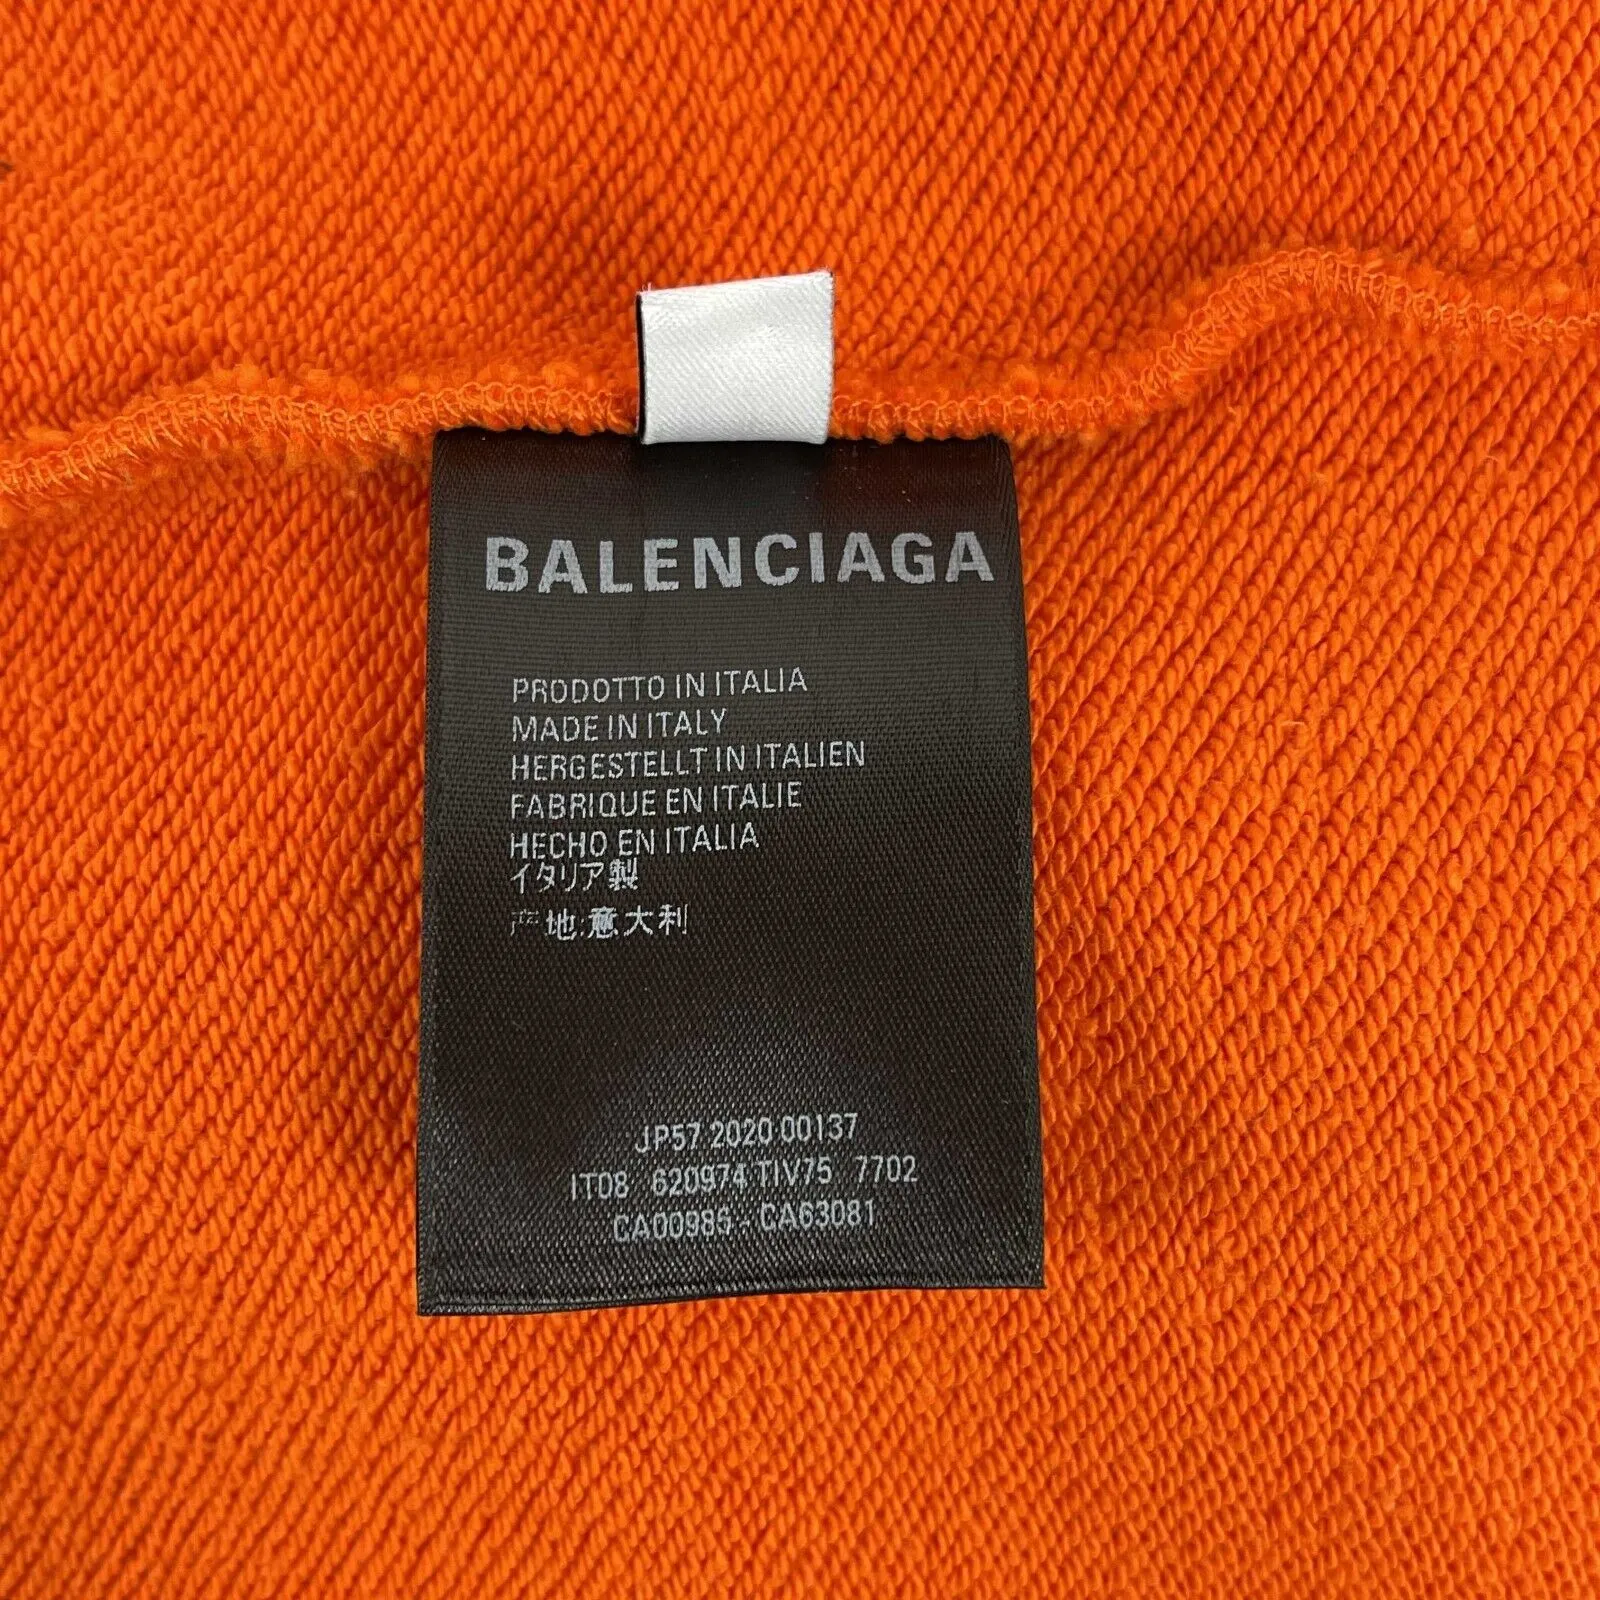 BALENCIAGA
PRODOTTO IN ITALIA
MADE IN ITALY
HERGESTELLT IN ITALIEN
FABRIQUE EN ITALIE
HECHO EN ITALIA
イタリア製
产地:意大利
JP57 2020 00137
IT08 620974 TIV75 7702
CA00986 - CA63081